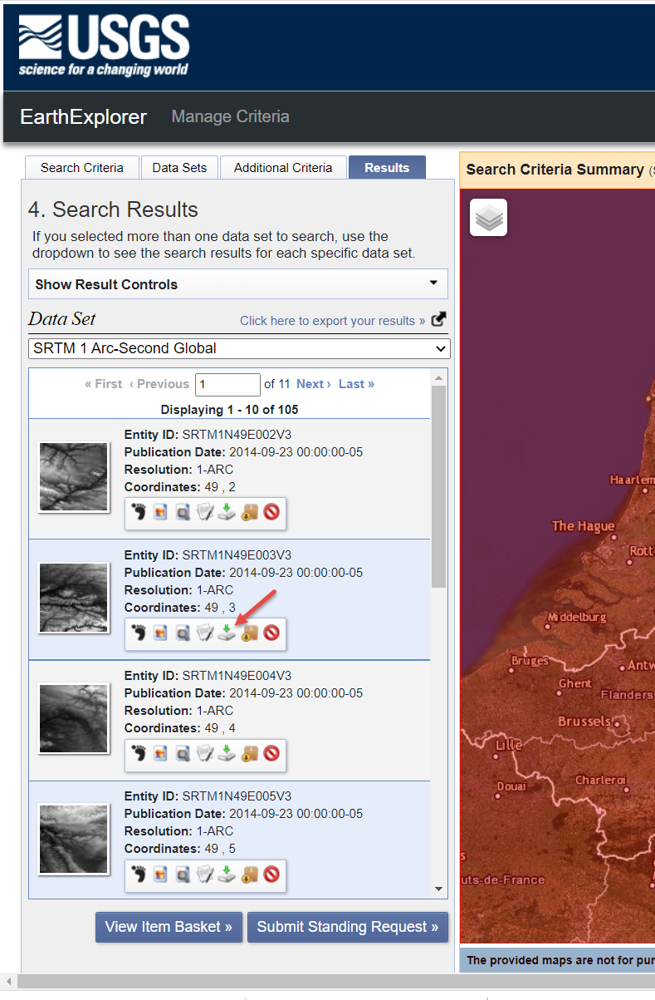 USGS
science for a changing world
EarthExplorer Manage Criteria
Search Criteria Data Sets Additional Criteria Results
4. Search Results
If you selected more than one data set to search, use the
dropdown to see the search results for each specific data set.
Show Result Controls
Data Set Click here to export your results »
SRTM 1 Arc-Second Global
« First ‹ Previous 1 of 11 Next › Last »
Displaying 1 - 10 of 105
Entity ID: SRTM1N49E002V3
Publication Date: 2014-09-23 00:00:00-05
Resolution: 1-ARC
Coordinates: 49 , 2
Entity ID: SRTM1N49E003V3
Publication Date: 2014-09-23 00:00:00-05
Resolution: 1-ARC
Coordinates: 49 , 3
Entity ID: SRTM1N49E004V3
Publication Date: 2014-09-23 00:00:00-05
Resolution: 1-ARC
Coordinates: 49 , 4
Entity ID: SRTM1N49E005V3
Publication Date: 2014-09-23 00:00:00-05
Resolution: 1-ARC
Coordinates: 49 , 5
View Item Basket » Submit Standing Request »
Search Criteria Summary (S
Haarlem
The Hague
Rott
Middelburg
Bruges
Antw
Ghent
Flanders
Brussels
Lille
Charleroi
Douai
s
uts-de-France
The provided maps are not for pur